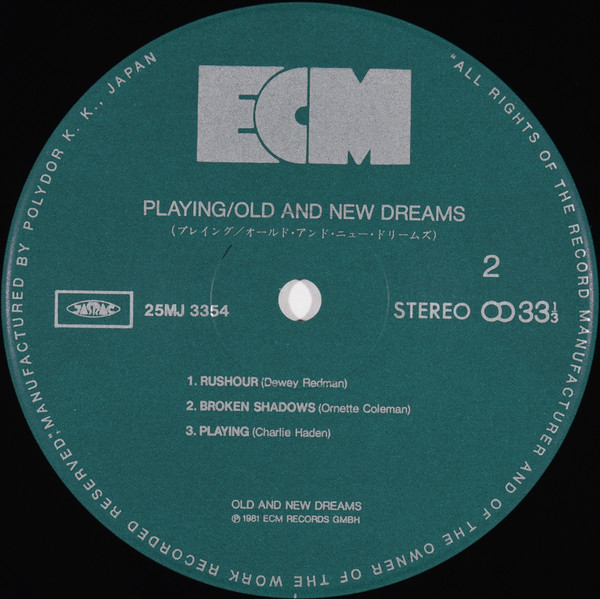 ECM
PLAYING/OLD AND NEW DREAMS
(プレイング/オールド・アンド・ニュー・ドリームズ)
2
JASRAC
25MJ 3354
STEREO 33 1/3
1. RUSHOUR (Dewey Redman)
2. BROKEN SHADOWS (Ornette Coleman)
3. PLAYING (Charlie Haden)
OLD AND NEW DREAMS
Ⓟ 1981 ECM RECORDS GMBH
"ALL RIGHTS OF THE RECORD MANUFACTURER AND OF THE OWNER OF THE WORK RECORDED RESERVED", MANUFACTURED BY POLYDOR K. K., JAPAN